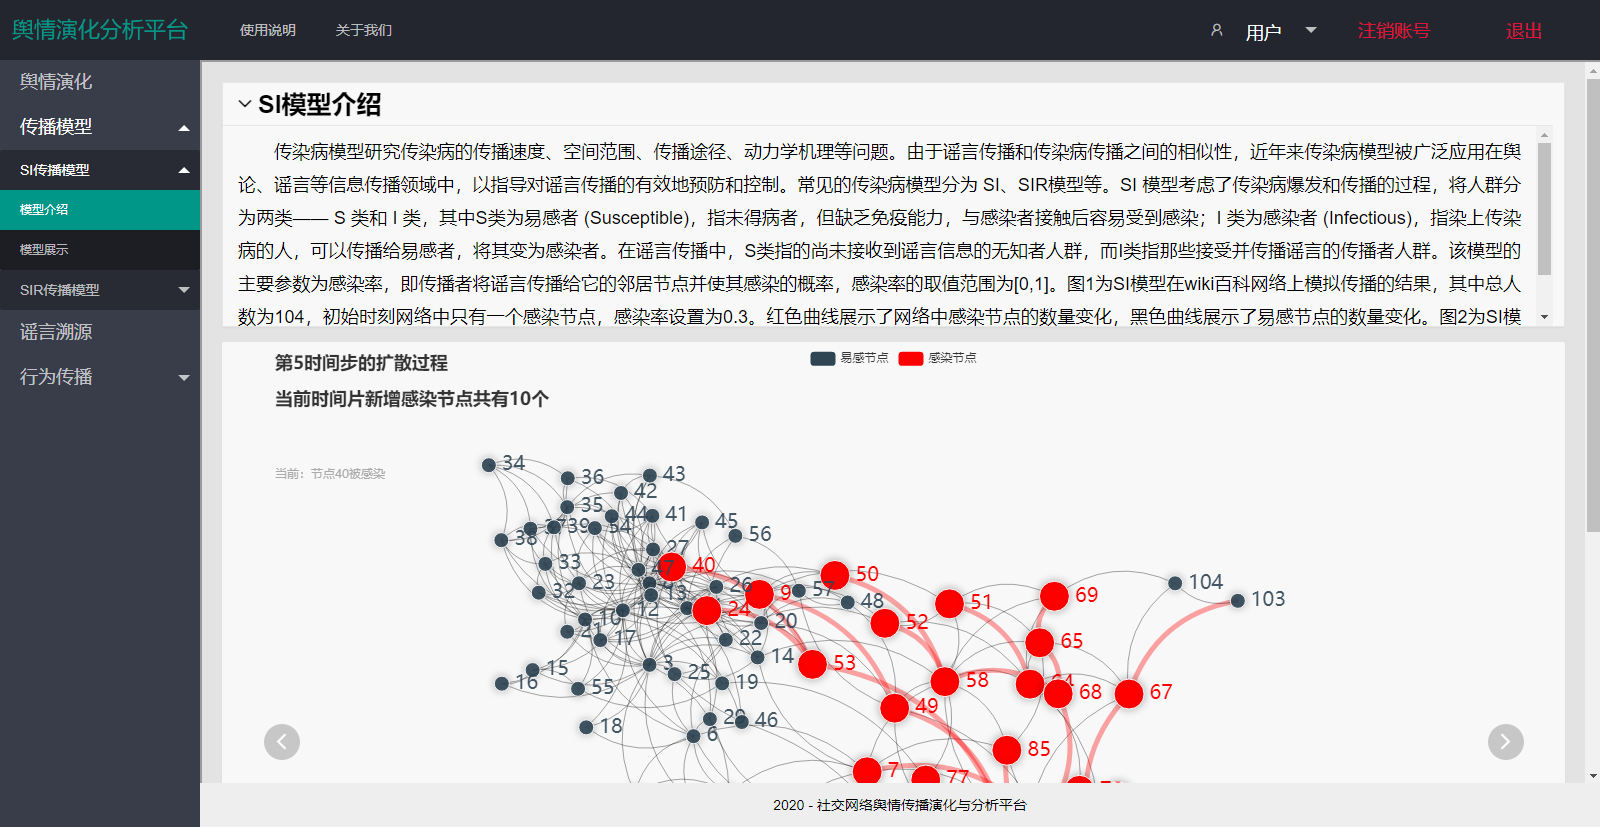 舆情演化分析平台
使用说明
关于我们
用户
注销账号
退出
舆情演化
传播模型
SI传播模型
模型介绍
模型展示
SIR传播模型
谣言溯源
行为传播
SI模型介绍
传染病模型研究传染病的传播速度、空间范围、传播途径、动力学机理等问题。由于谣言传播和传染病传播之间的相似性，近年来传染病模型被广泛应用在舆
论、谣言等信息传播领域中，以指导对谣言传播的有效地预防和控制。常见的传染病模型分为 SI、SIR模型等。SI 模型考虑了传染病爆发和传播的过程，将人群分
为两类—— S 类和 I 类，其中S类为易感者 (Susceptible)，指未得病者，但缺乏免疫能力，与感染者接触后容易受到感染；I 类为感染者 (Infectious)，指染上传染
病的人，可以传播给易感者，将其变为感染者。在谣言传播中，S类指的尚未接收到谣言信息的无知者人群，而I类指那些接受并传播谣言的传播者人群。该模型的
主要参数为感染率，即传播者将谣言传播给它的邻居节点并使其感染的概率，感染率的取值范围为[0,1]。图1为SI模型在wiki百科网络上模拟传播的结果，其中总人
数为104，初始时刻网络中只有一个感染节点，感染率设置为0.3。红色曲线展示了网络中感染节点的数量变化，黑色曲线展示了易感节点的数量变化。图2为SI模
第5时间步的扩散过程
当前时间片新增感染节点共有10个
易感节点
感染节点
当前：节点40被感染
34
36
43
42
35
44
41
45
37
39
54
38
56
27
33
47
40
50
32
23
13
26
9
57
48
51
69
104
103
10
12
24
20
52
21
17
22
65
3
14
53
15
16
25
19
58
64
68
67
55
49
18
46
6
85
7
77
2020 - 社交网络舆情传播演化与分析平台